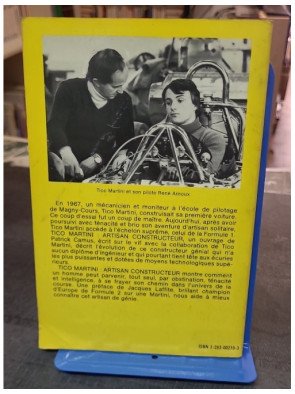 Tico Martini et son pilote René Arnoux.
En 1967, un mécanicien et moniteur à l'école de pilotage
de Magny-Cours, Tico Martini, construisait sa première voiture.
Ce coup d'essai fut un coup de maître. Aujourd'hui, après avoir
poursuivi avec ténacité et brio son aventure d'artisan solitaire,
Tico Martini accède à l'échelon suprême, celui de la Formule 1.
TICO MARTINI ARTISAN CONSTRUCTEUR, un ouvrage de
Patrick Camus, écrit sur le vif avec la collaboration de Tico
Martini, décrit l'évolution de ce constructeur génial qui n'a
aucun diplôme d'ingénieur et qui pourtant tient tête aux écuries
les plus puissantes et dotées de moyens technologiques supé-
rieurs.
TICO MARTINI ARTISAN CONSTRUCTEUR montre comment
un homme peut parvenir, tout seul, par obstination, ténacité
et intelligence, à se frayer son chemin dans l'univers de la
course. Une préface de Jacques Laffite, brillant champion
d'Europe de Formule 2 sur une Martini, nous aide à mieux
connaître cet artisan de génie.
ISBN